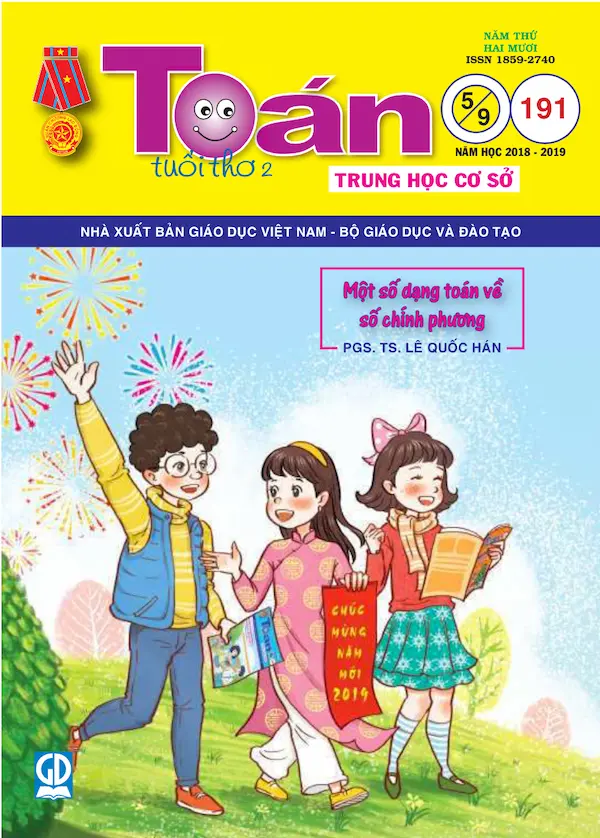 NĂM THỨ
HAI MƯƠI
ISSN 1859-2740
Toán
tuổi thơ 2
5/9
191
NĂM HỌC 2018 - 2019
TRUNG HỌC CƠ SỞ
NHÀ XUẤT BẢN GIÁO DỤC VIỆT NAM - BỘ GIÁO DỤC VÀ ĐÀO TẠO
Một số dạng toán về
số chính phương
PGS. TS. LÊ QUỐC HÁN
Toán
CHÚC
MỪNG
NĂM
MỚI
2019
GD